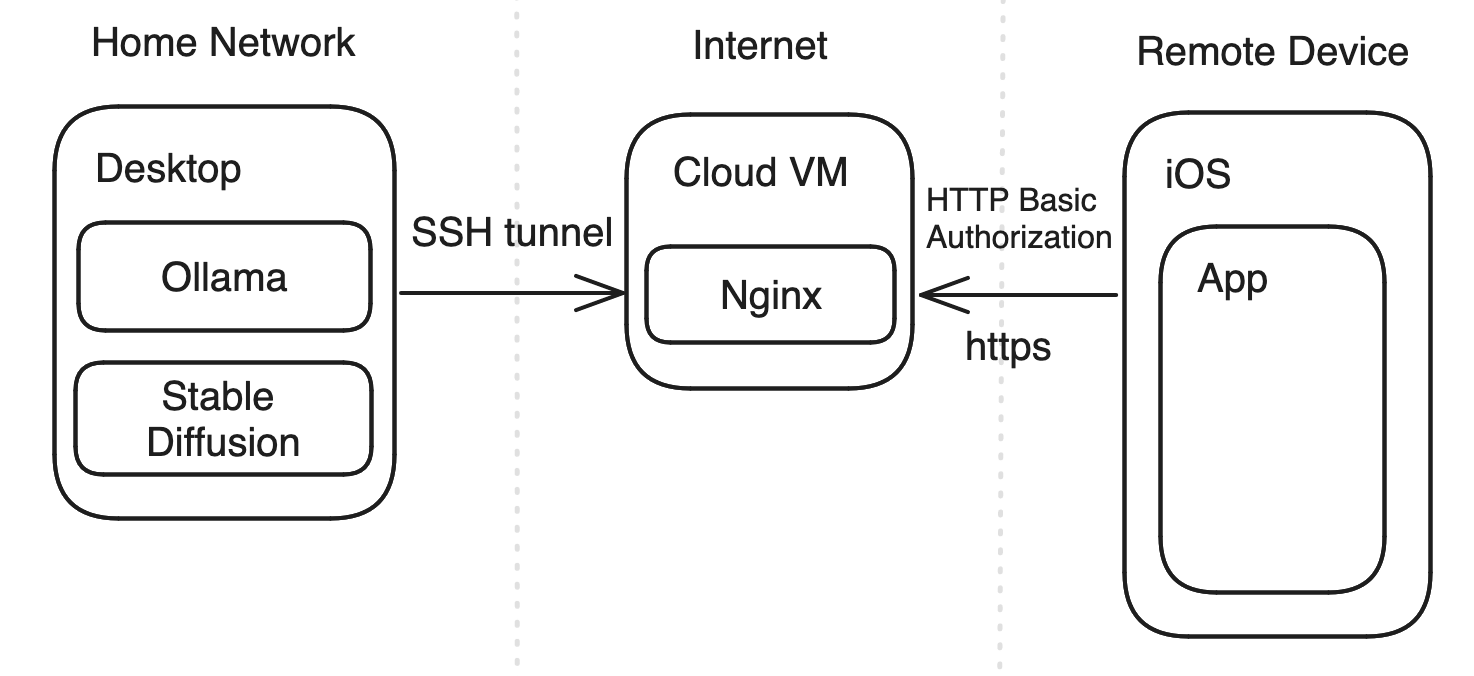 Home Network
Internet
Remote Device
Desktop
Ollama
Stable
Diffusion
SSH tunnel
Cloud VM
Nginx
HTTP Basic
Authorization
https
iOS
App